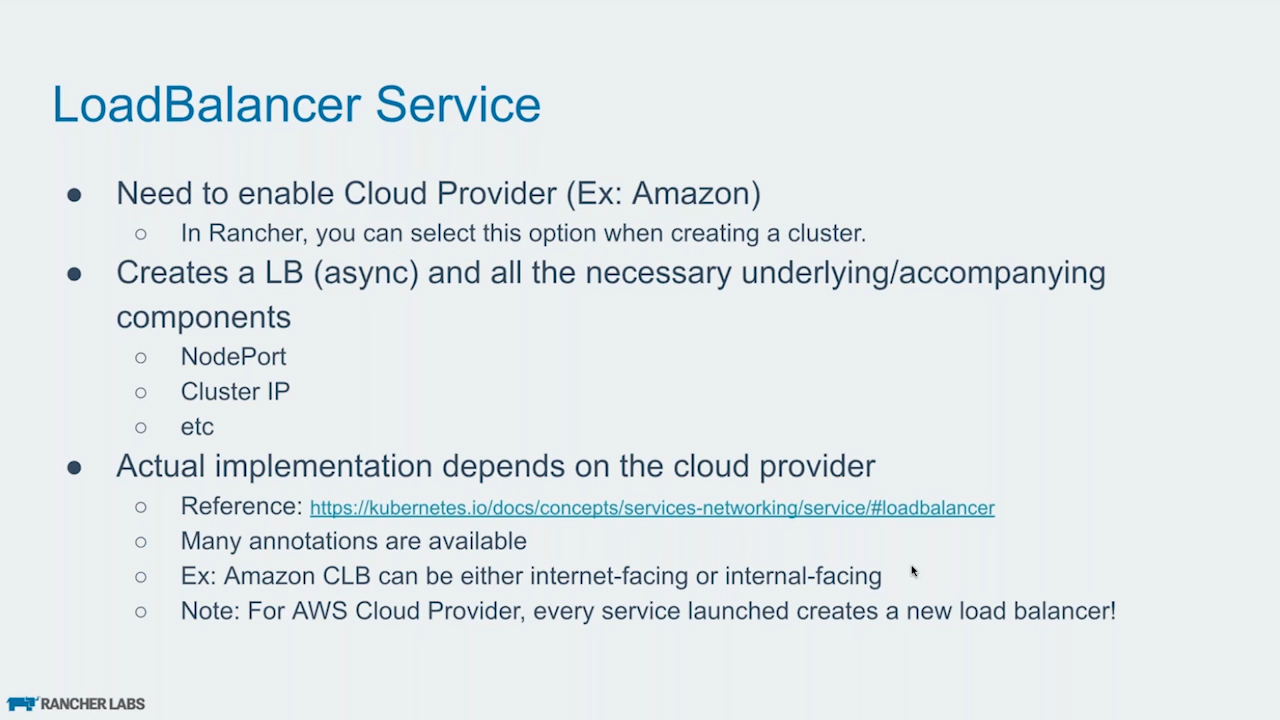 LoadBalancer Service
● Need to enable Cloud Provider (Ex: Amazon)
○ In Rancher, you can select this option when creating a cluster.
● Creates a LB (async) and all the necessary underlying/accompanying
components
○ NodePort
○ Cluster IP
○ etc
● Actual implementation depends on the cloud provider
○ Reference: https://kubernetes.io/docs/concepts/services-networking/service/#loadbalancer
○ Many annotations are available
○ Ex: Amazon CLB can be either internet-facing or internal-facing
○ Note: For AWS Cloud Provider, every service launched creates a new load balancer!
RANCHER LABS